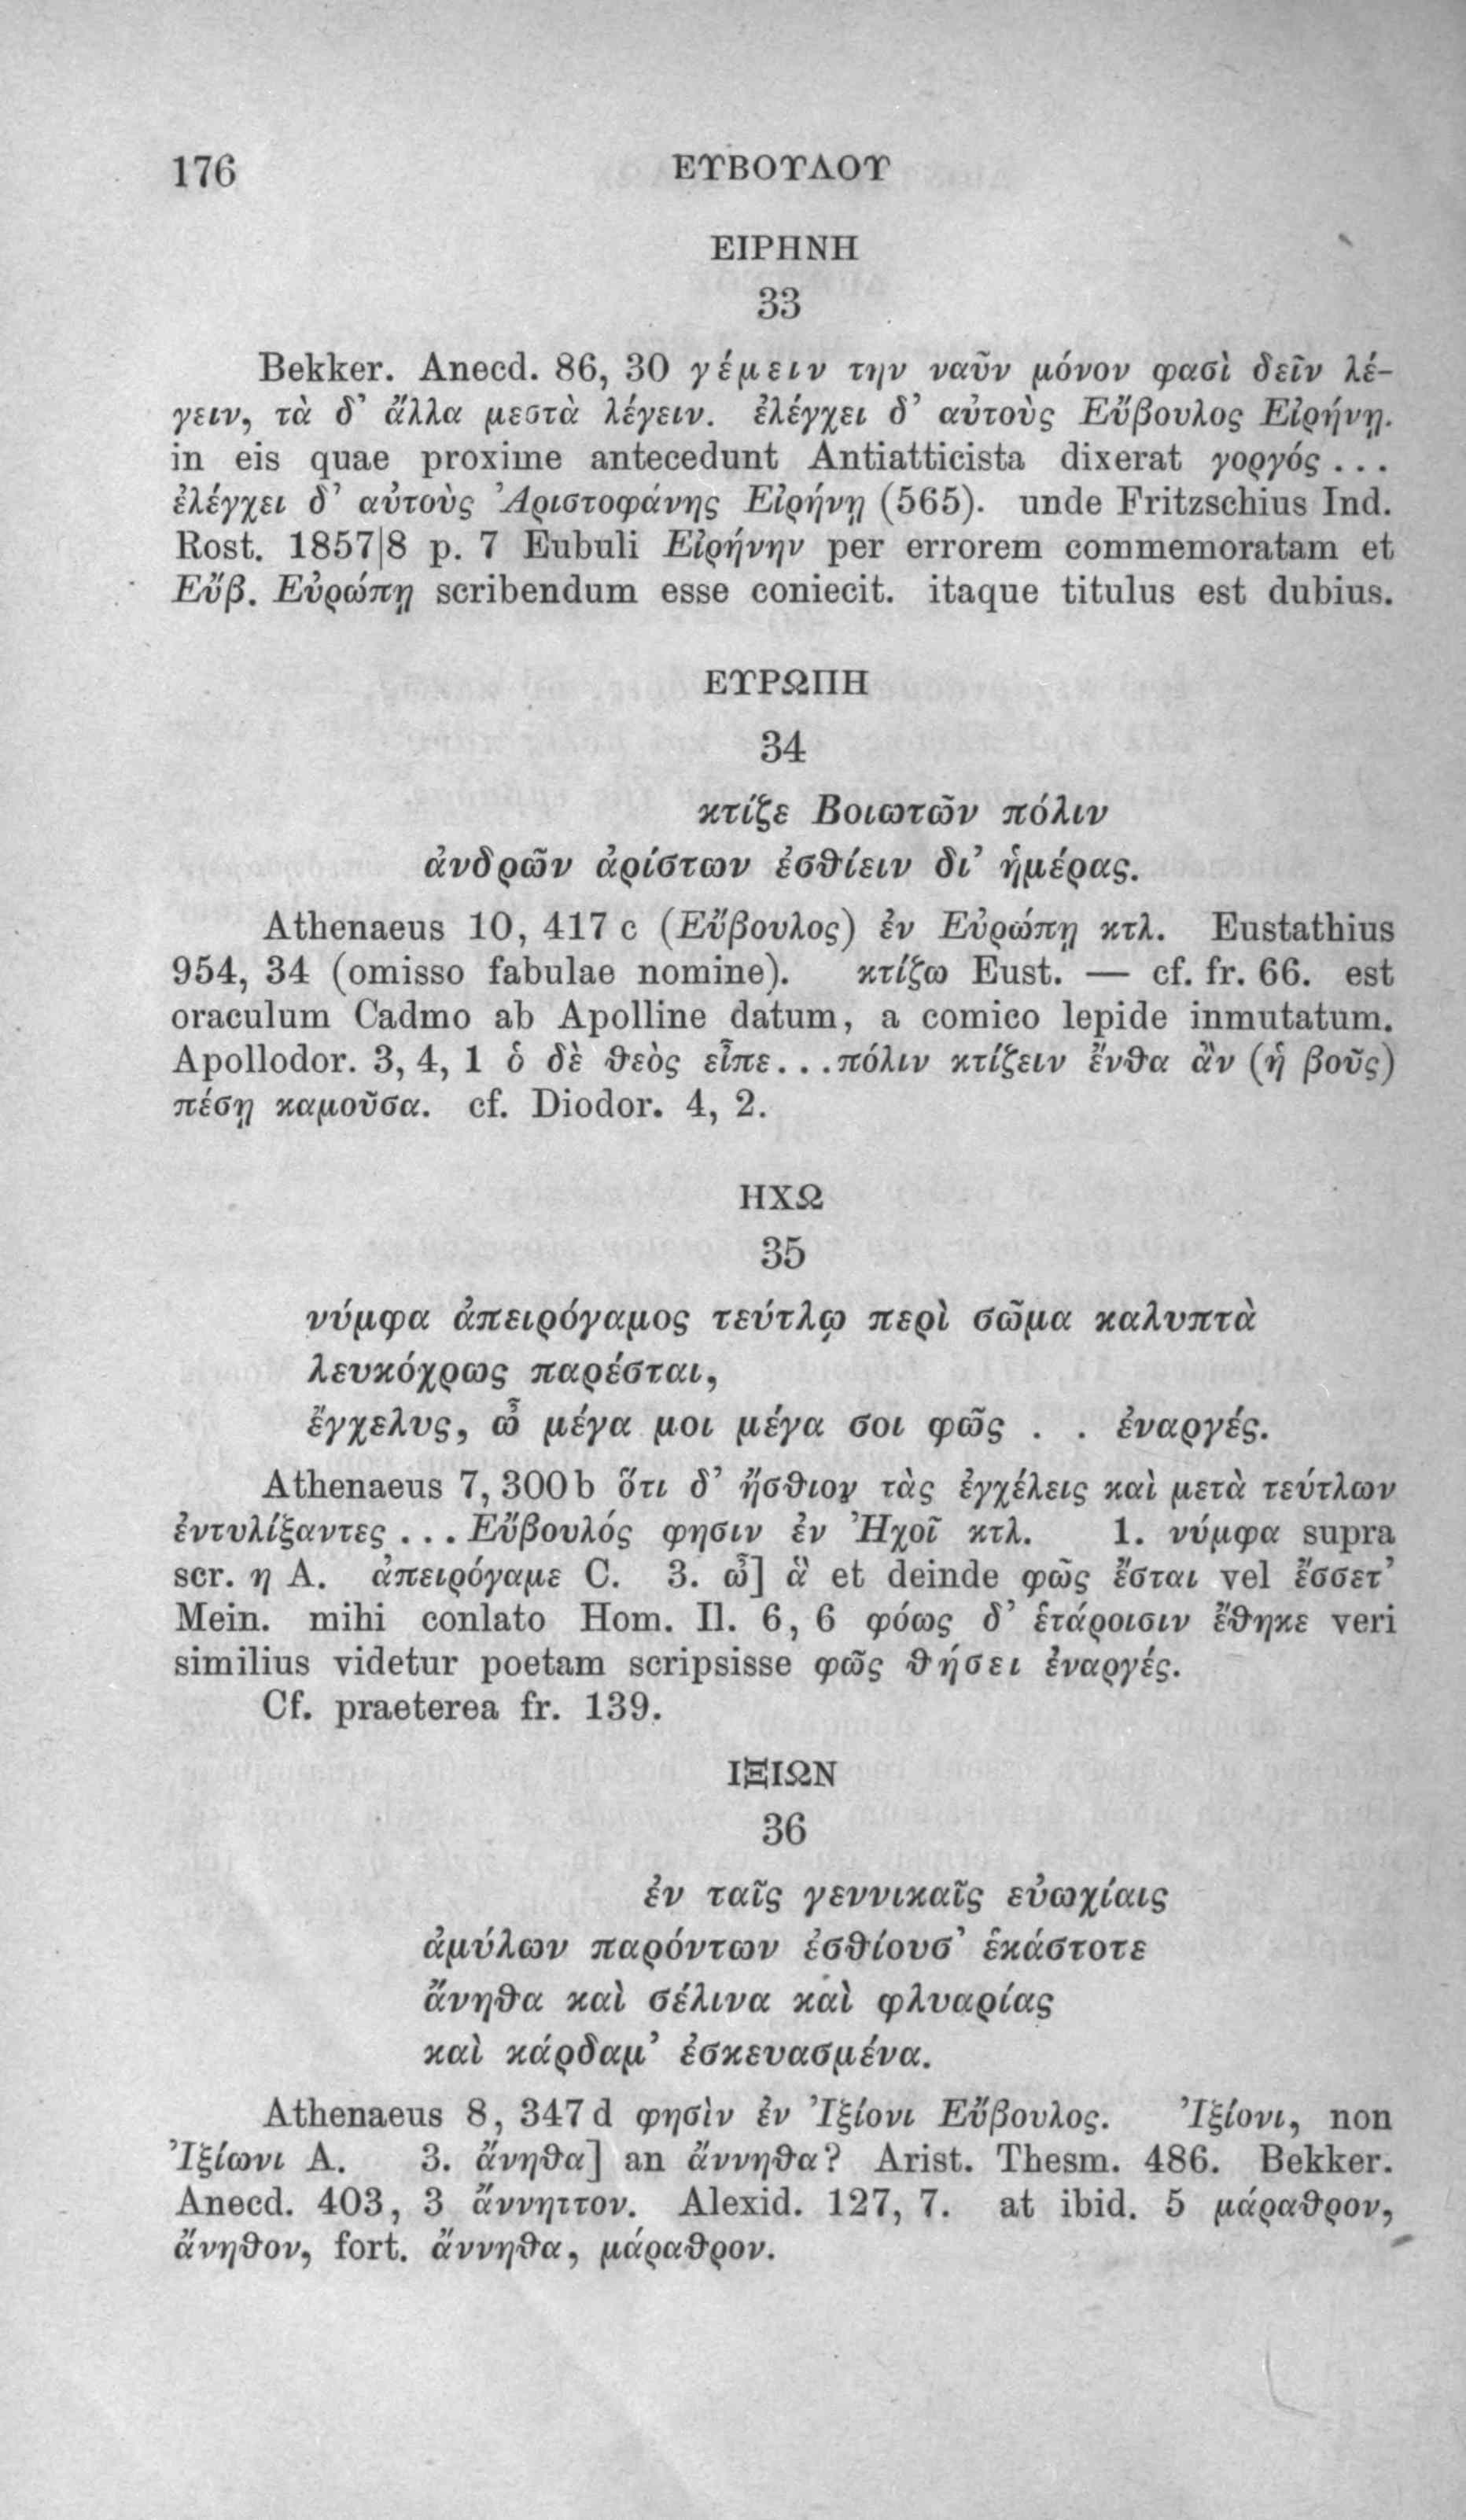 176 ΕΥΒΟΥΛΟΥ
ΕΙΡΗΝΗ
33
Bekker. Anecd. 86, 30 γέμειν την ναῦν μόνον φασὶ δεῖν λέ-
γειν, τὰ δ’ ἄλλα μεστὰ λέγειν. ἐλέγχει δ’ αὐτοὺς Εὔβουλος Εἰρήνῃ.
in eis quae proxime antecedunt Antiatticista dixerat γοργός ...
ἐλέγχει δ’ αὐτοὺς Ἀριστοφάνης Εἰρήνῃ (565). unde Fritzschius Ind.
Rost. 1857|8 p. 7 Eubuli Εἰρήνην per errorem commemoratam et
Εὔβ. Εὐρώπῃ scribendum esse coniecit. itaque titulus est dubius.
ΕΥΡΩΠΗ
34
κτίζε Βοιωτῶν πόλιν
ἀνδρῶν ἀρίστων ἐσθίειν δι’ ἡμέρας.
Athenaeus 10, 417 c (Εὔβουλος) ἐν Εὐρώπῃ κτλ. Eustathius
954, 34 (omisso fabulae nomine). κτίζω Eust. — cf. fr. 66. est
oraculum Cadmo ab Apolline datum, a comico lepide inmutatum.
Apollodor. 3, 4, 1 ὁ δὲ θεὸς εἶπε...πόλιν κτίζειν ἔνθα ἂν (ἡ βοῦς)
πέσῃ καμοῦσα. cf. Diodor. 4, 2.
ΗΧΩ
35
νύμφα ἀπειρόγαμος τεύτλῳ περὶ σῶμα καλυπτὰ
λευκόχρως παρέσται,
ἔγχελυς, ὦ μέγα μοι μέγα σοι φῶς . . ἐναργές.
Athenaeus 7, 300 b ὅτι δ’ ἤσθιον τὰς ἐγχέλεις καὶ μετὰ τεύτλων
ἐντυλίξαντες ... Εὔβουλός φησιν ἐν Ἠχοῖ κτλ. 1. νύμφα supra
scr. η A. ἀπειρόγαμε C. 3. ὦ] ἃ et deinde φῶς ἔσται vel ἔσσετ’
Mein. mihi conlato Hom. Il. 6, 6 φόως δ’ ἑτάροισιν ἔθηκε veri
similius videtur poetam scripsisse φῶς θήσει ἐναργές.
Cf. praeterea fr. 139.
ΙΞΙΩΝ
36
ἐν ταῖς γεννικαῖς εὐωχίαις
ἀμύλων παρόντων ἐσθίουσ’ ἑκάστοτε
ἄνηθα καὶ σέλινα καὶ φλυαρίας
καὶ κάρδαμ’ ἐσκευασμένα.
Athenaeus 8, 347 d φησὶν ἐν Ἰξίονι Εὔβουλος. Ἰξίονι, non
Ἰξίωνι A. 3. ἄνηθα] an ἄννηθα? Arist. Thesm. 486. Bekker.
Anecd. 403, 3 ἄννηττον. Alexid. 127, 7. at ibid. 5 μάραθρον,
ἄνηθον, fort. ἄννηθα, μάραθρον.